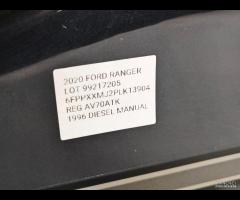 2020 FORD RANGER
LOT 99217205
6FPPXXMJ2PLK13904
REG AV70ATK
1996 DIESEL MANUAL